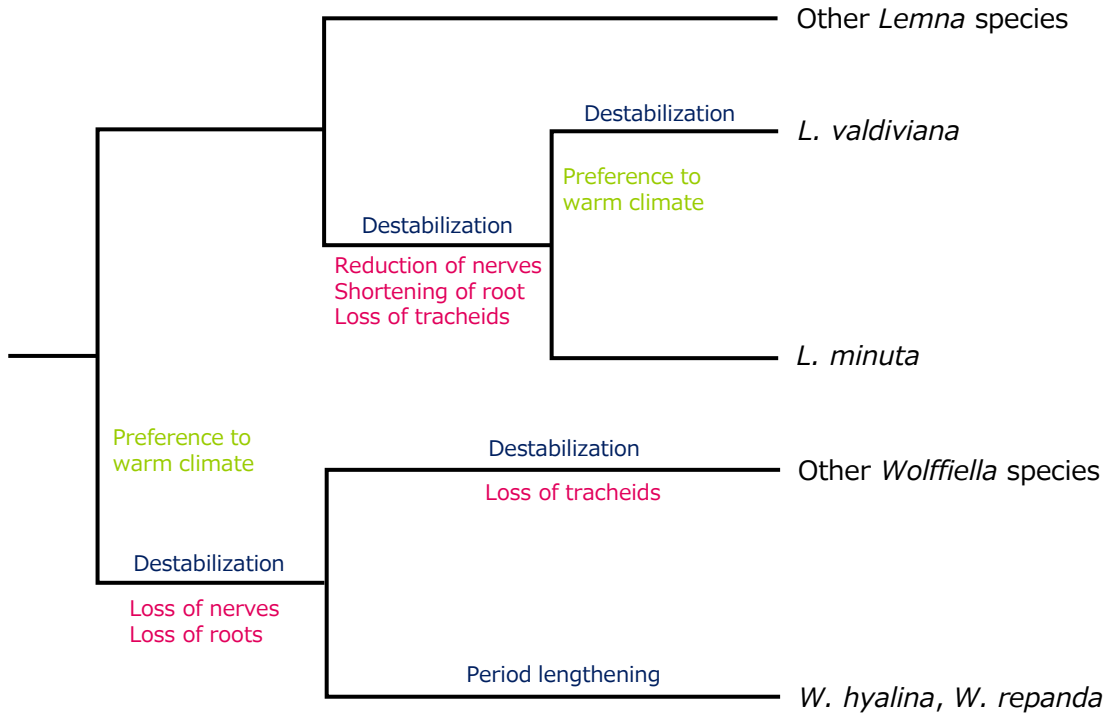 Other Lemna species
Destabilization
L. valdiviana
Preference to
warm climate
Destabilization
Reduction of nerves
Shortening of root
Loss of tracheids
L. minuta
Preference to
warm climate
Destabilization
Other Wolffiella species
Loss of tracheids
Destabilization
Loss of nerves
Loss of roots
Period lengthening
W. hyalina, W. repanda